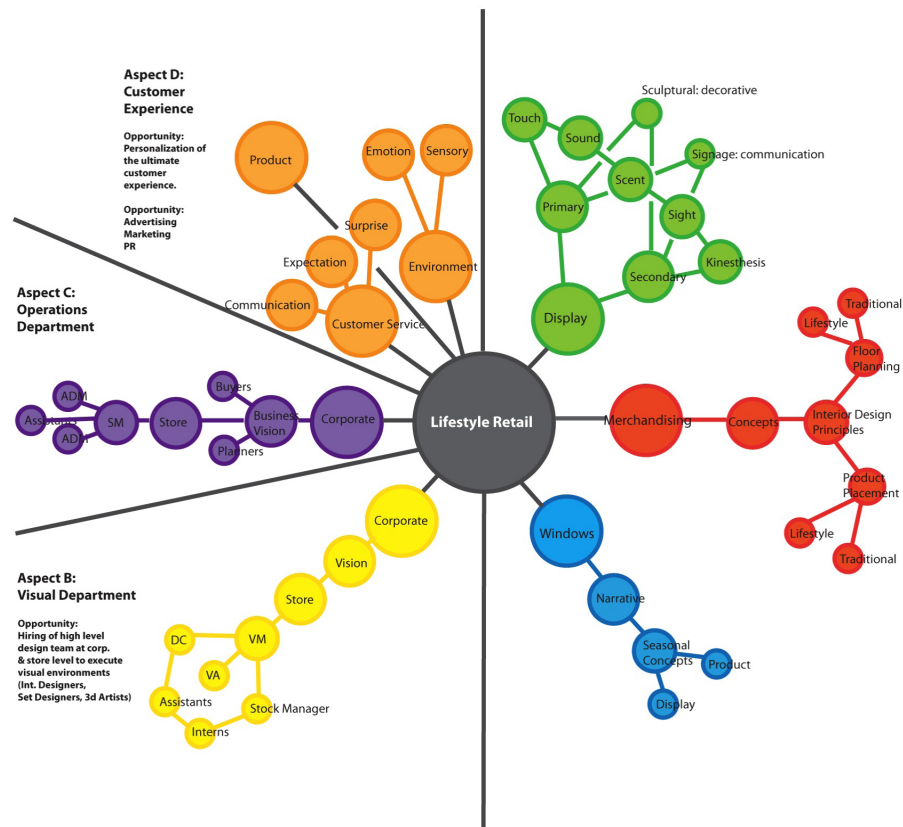 Aspect D:
Customer
Experience
Opportunity:
Personalization of
the ultimate
customer
experience.
Opportunity:
Advertising
Marketing
PR
Product
Emotion
Sensory
Surprise
Expectation
Environment
Communication
Customer Service
Sculptural: decorative
Touch
Sound
Signage: communication
Scent
Primary
Sight
Kinesthesis
Secondary
Display
Aspect C:
Operations
Department
Buyers
ADM
Assistants
SM
Store
Business
Vision
Corporate
ADM
Planners
Lifestyle Retail
Traditional
Lifestyle
Floor
Planning
Merchandising
Concepts
Interior Design
Principles
Product
Placement
Lifestyle
Traditional
Aspect B:
Visual Department
Opportunity:
Hiring of high level
design team at corp.
& store level to execute
visual environments
(Int. Designers,
Set Designers, 3d Artists)
Corporate
Vision
Store
DC
VM
VA
Assistants
Stock Manager
Interns
Windows
Narrative
Seasonal
Concepts
Product
Display